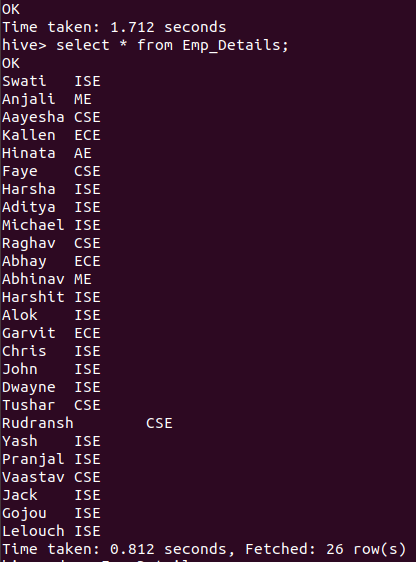 OK
Time taken: 1.712 seconds
hive> select * from Emp_Details;
OK
Swati   ISE
Anjali  ME
Aayesha CSE
Kallen  ECE
Hinata  AE
Faye    CSE
Harsha  ISE
Aditya  ISE
Michael ISE
Raghav  CSE
Abhay   ECE
Abhinav ME
Harshit ISE
Alok    ISE
Garvit  ECE
Chris   ISE
John    ISE
Dwayne  ISE
Tushar  CSE
Rudransh        CSE
Yash    ISE
Pranjal ISE
Vaastav CSE
Jack    ISE
Gojou   ISE
Lelouch ISE
Time taken: 0.812 seconds, Fetched: 26 row(s)